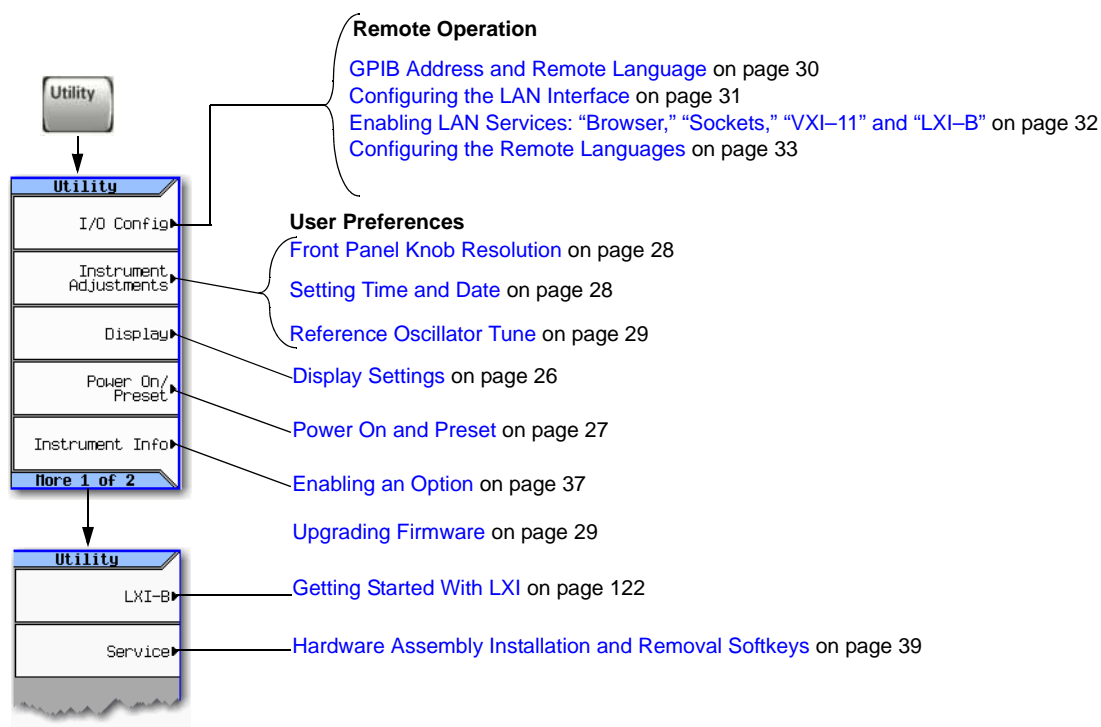 Remote Operation
GPIB Address and Remote Language on page 30
Configuring the LAN Interface on page 31
Enabling LAN Services: “Browser,” “Sockets,” “VXI–11” and “LXI–B” on page 32
Configuring the Remote Languages on page 33
Utility
Utility
I/O Config
Instrument
Adjustments
Display
Power On/
Preset
Instrument Info
More 1 of 2
User Preferences
Front Panel Knob Resolution on page 28
Setting Time and Date on page 28
Reference Oscillator Tune on page 29
Display Settings on page 26
Power On and Preset on page 27
Enabling an Option on page 37
Upgrading Firmware on page 29
Utility
LXI-B
Service
Getting Started With LXI on page 122
Hardware Assembly Installation and Removal Softkeys on page 39